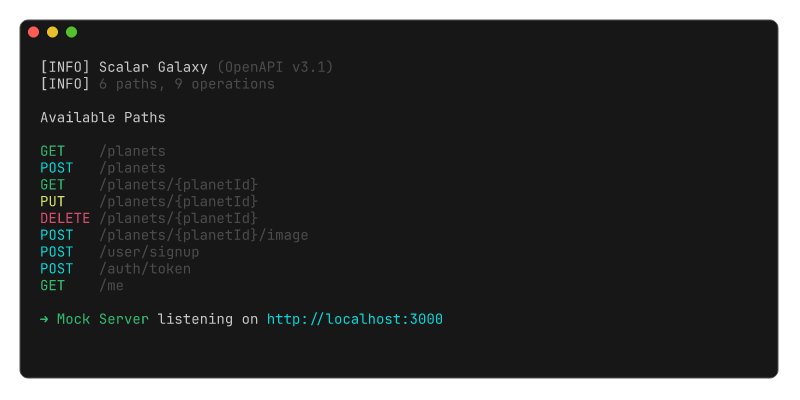 [INFO] Scalar Galaxy (OpenAPI v3.1)
[INFO] 6 paths, 9 operations
Available Paths
GET /planets
POST /planets
GET /planets/{planetId}
PUT /planets/{planetId}
DELETE /planets/{planetId}
POST /planets/{planetId}/image
POST /user/signup
POST /auth/token
GET /me
➜ Mock Server listening on http://localhost:3000